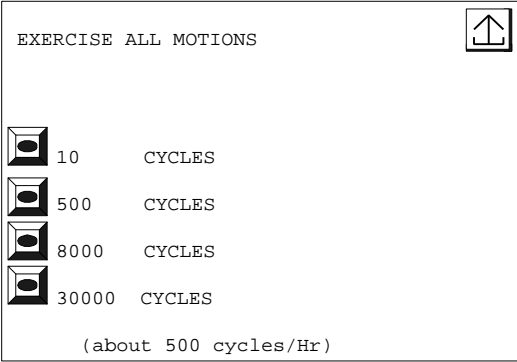 EXERCISE ALL MOTIONS
10 CYCLES
500 CYCLES
8000 CYCLES
30000 CYCLES
(about 500 cycles/Hr)